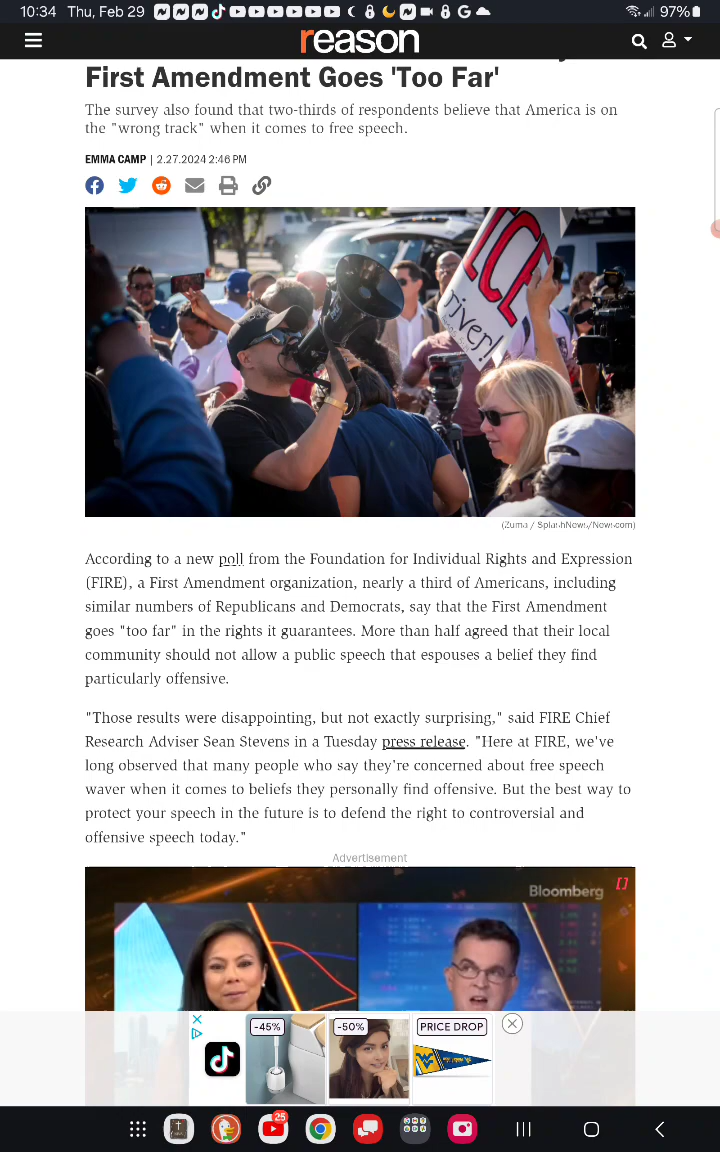 10:34 Thu, Feb 29
97%
reason
First Amendment Goes 'Too Far'
The survey also found that two-thirds of respondents believe that America is on
the "wrong track" when it comes to free speech.
EMMA CAMP | 2.27.2024 2:46 PM
ICE
river!
(Zuma / SplashNews/Newscom)
According to a new poll from the Foundation for Individual Rights and Expression
(FIRE), a First Amendment organization, nearly a third of Americans, including
similar numbers of Republicans and Democrats, say that the First Amendment
goes "too far" in the rights it guarantees. More than half agreed that their local
community should not allow a public speech that espouses a belief they find
particularly offensive.
"Those results were disappointing, but not exactly surprising," said FIRE Chief
Research Adviser Sean Stevens in a Tuesday press release. "Here at FIRE, we've
long observed that many people who say they're concerned about free speech
waver when it comes to beliefs they personally find offensive. But the best way to
protect your speech in the future is to defend the right to controversial and
offensive speech today."
Advertisement
Bloomberg
-45%
-50%
PRICE DROP
25